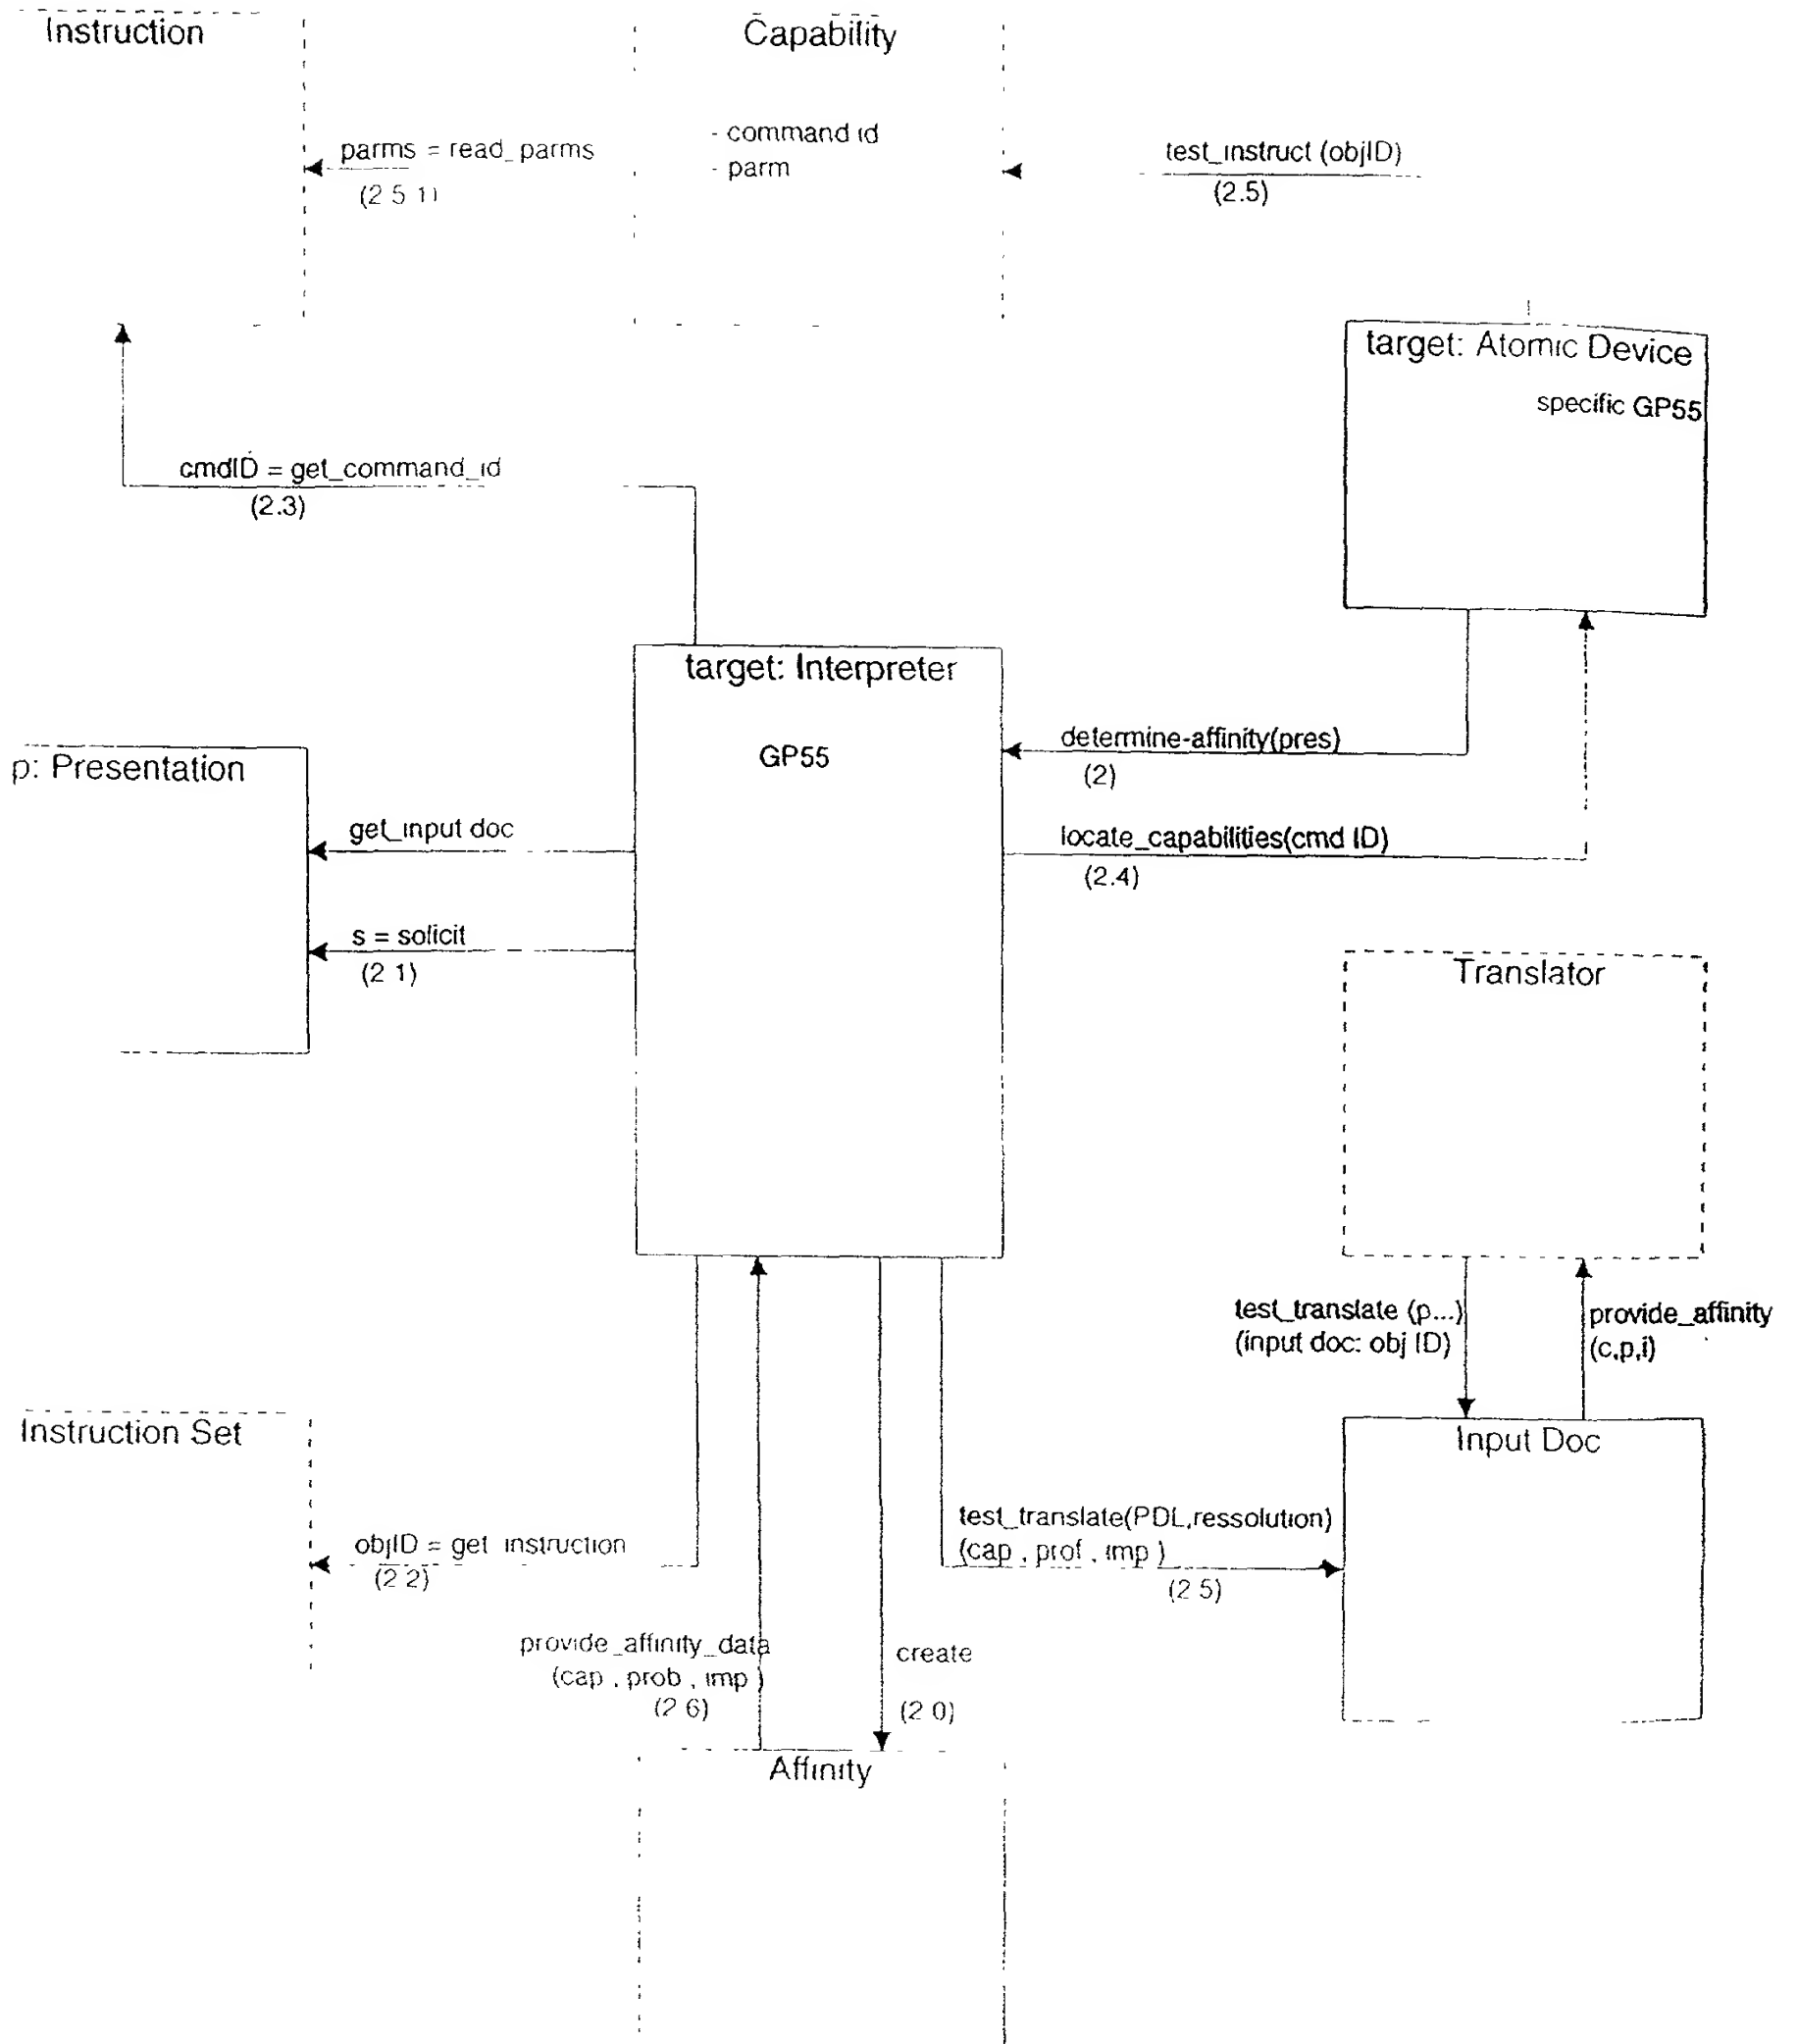 Instruction
Capability
- command id
- parm
parms = read_parms
(2 5 1)
test_instruct (objID)
(2.5)
target: Atomic Device
specific GP55
cmdID = get_command_id
(2.3)
target: Interpreter
GP55
determine-affinity(pres)
(2)
p: Presentation
get_input doc
locate_capabilities(cmd ID)
(2.4)
s = solicit
(2 1)
Translator
test_translate (p...)
(input doc: obj ID)
provide_affinity
(c,p,i)
Instruction Set
Input Doc
objID = get_instruction
(2 2)
test_translate(PDL,ressolution)
(cap , prof , imp )
(2 5)
provide_affinity_data
(cap , prob , imp )
(2 6)
create
(2 0)
Affinity